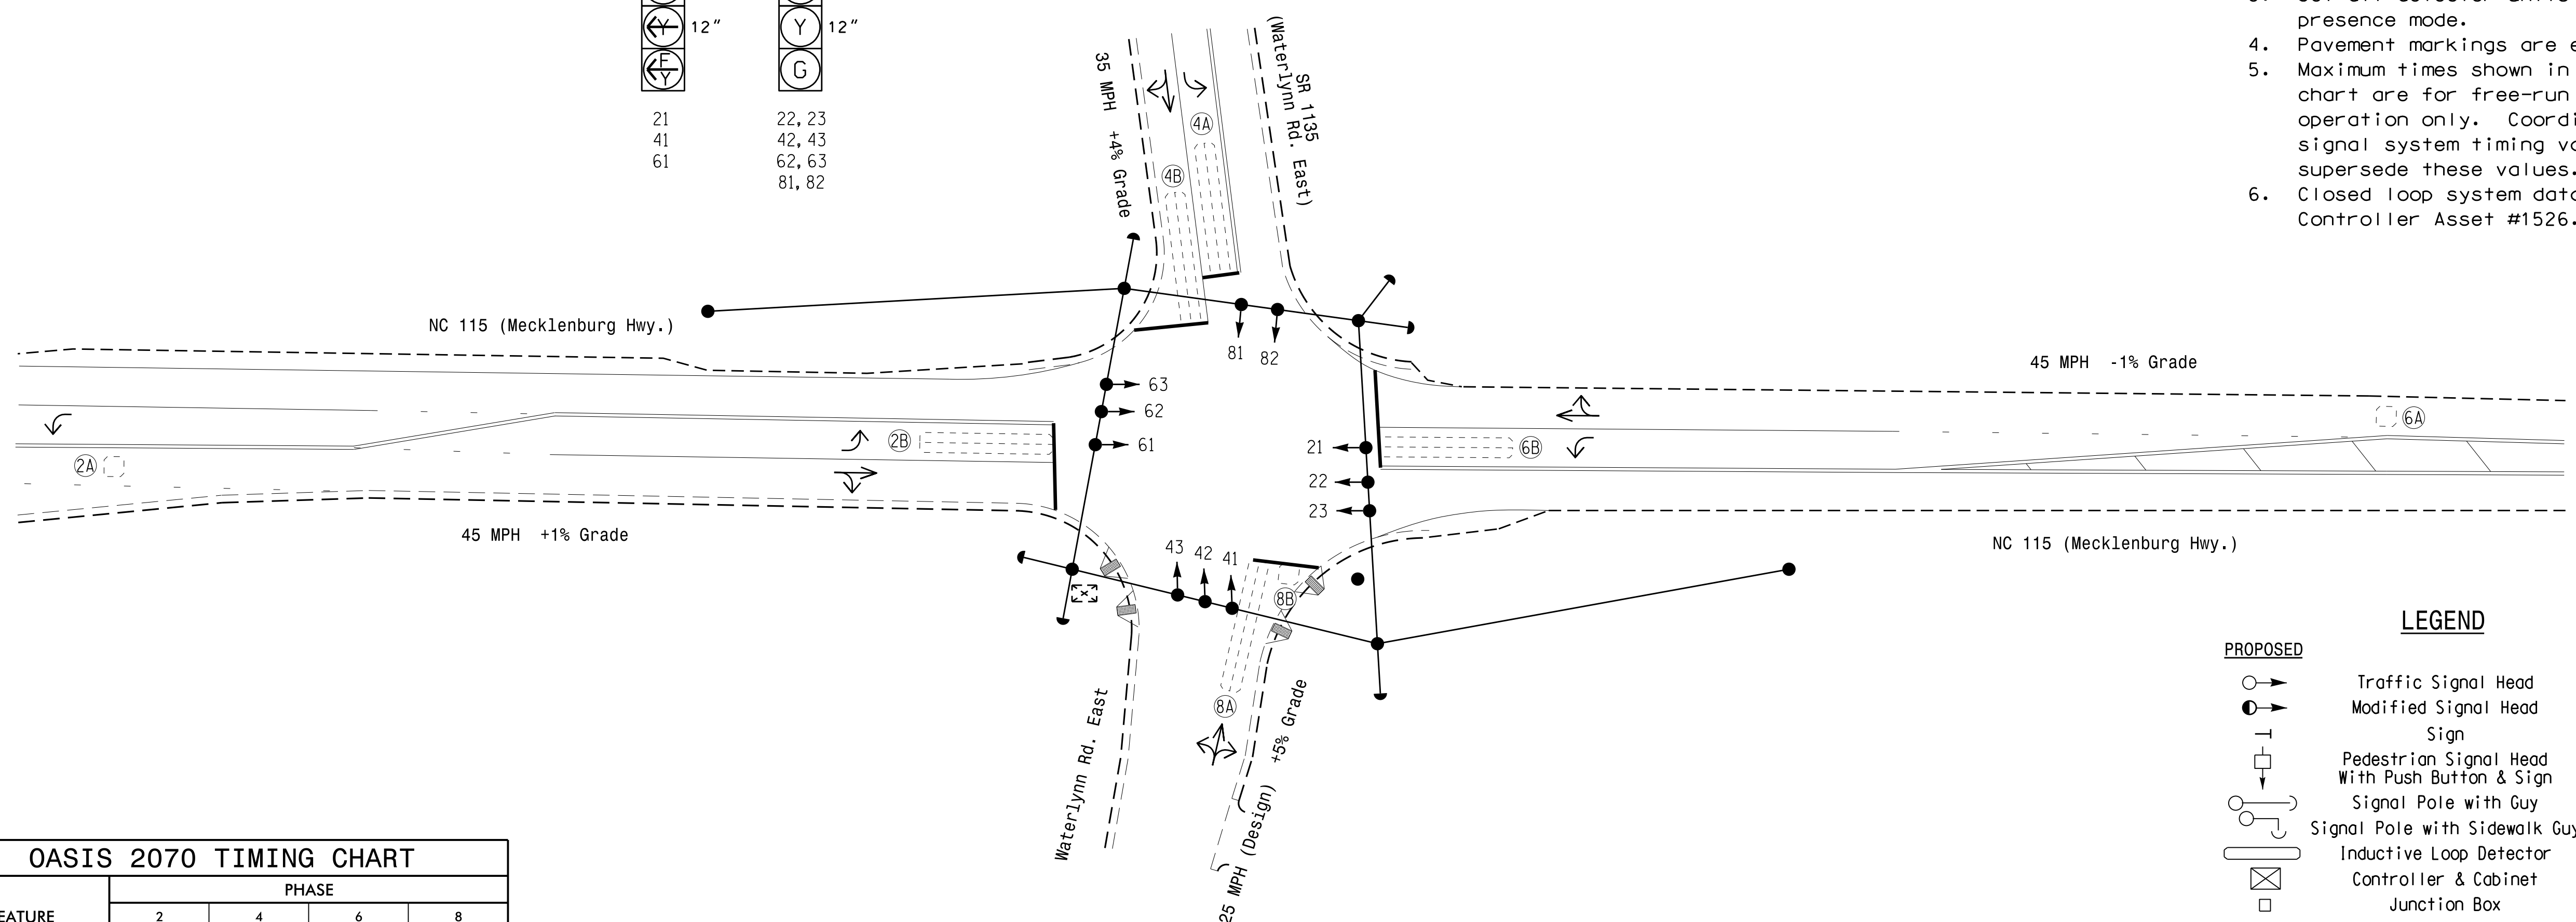 Y 12"
F
Y
21
41
61
Y 12"
G
22, 23
42, 43
62, 63
81, 82
presence mode.
4. Pavement markings are
5. Maximum times shown in
chart are for free-run
operation only.
signal system timing
supersede these values.
6. Closed loop system
Controller Asset #1526.
35 MPH +4% Grade
4A
4B
SR 1135
(Waterlynn Rd. East)
NC 115 (Mecklenburg Hwy.)
81
82
63
62
61
2B
2A
45 MPH +1% Grade
45 MPH -1% Grade
6A
21
6B
22
23
NC 115 (Mecklenburg Hwy.)
43 42 41
X
8B
8A
Waterlynn Rd. East
25 MPH (Design) +5% Grade
LEGEND
PROPOSED
Traffic Signal Head
Modified Signal Head
Sign
Pedestrian Signal Head
With Push Button & Sign
Signal Pole with Guy
Signal Pole with Sidewalk Guy
Inductive Loop Detector
Controller & Cabinet
Junction Box
OASIS 2070 TIMING CHART
PHASE
2 4 6 8